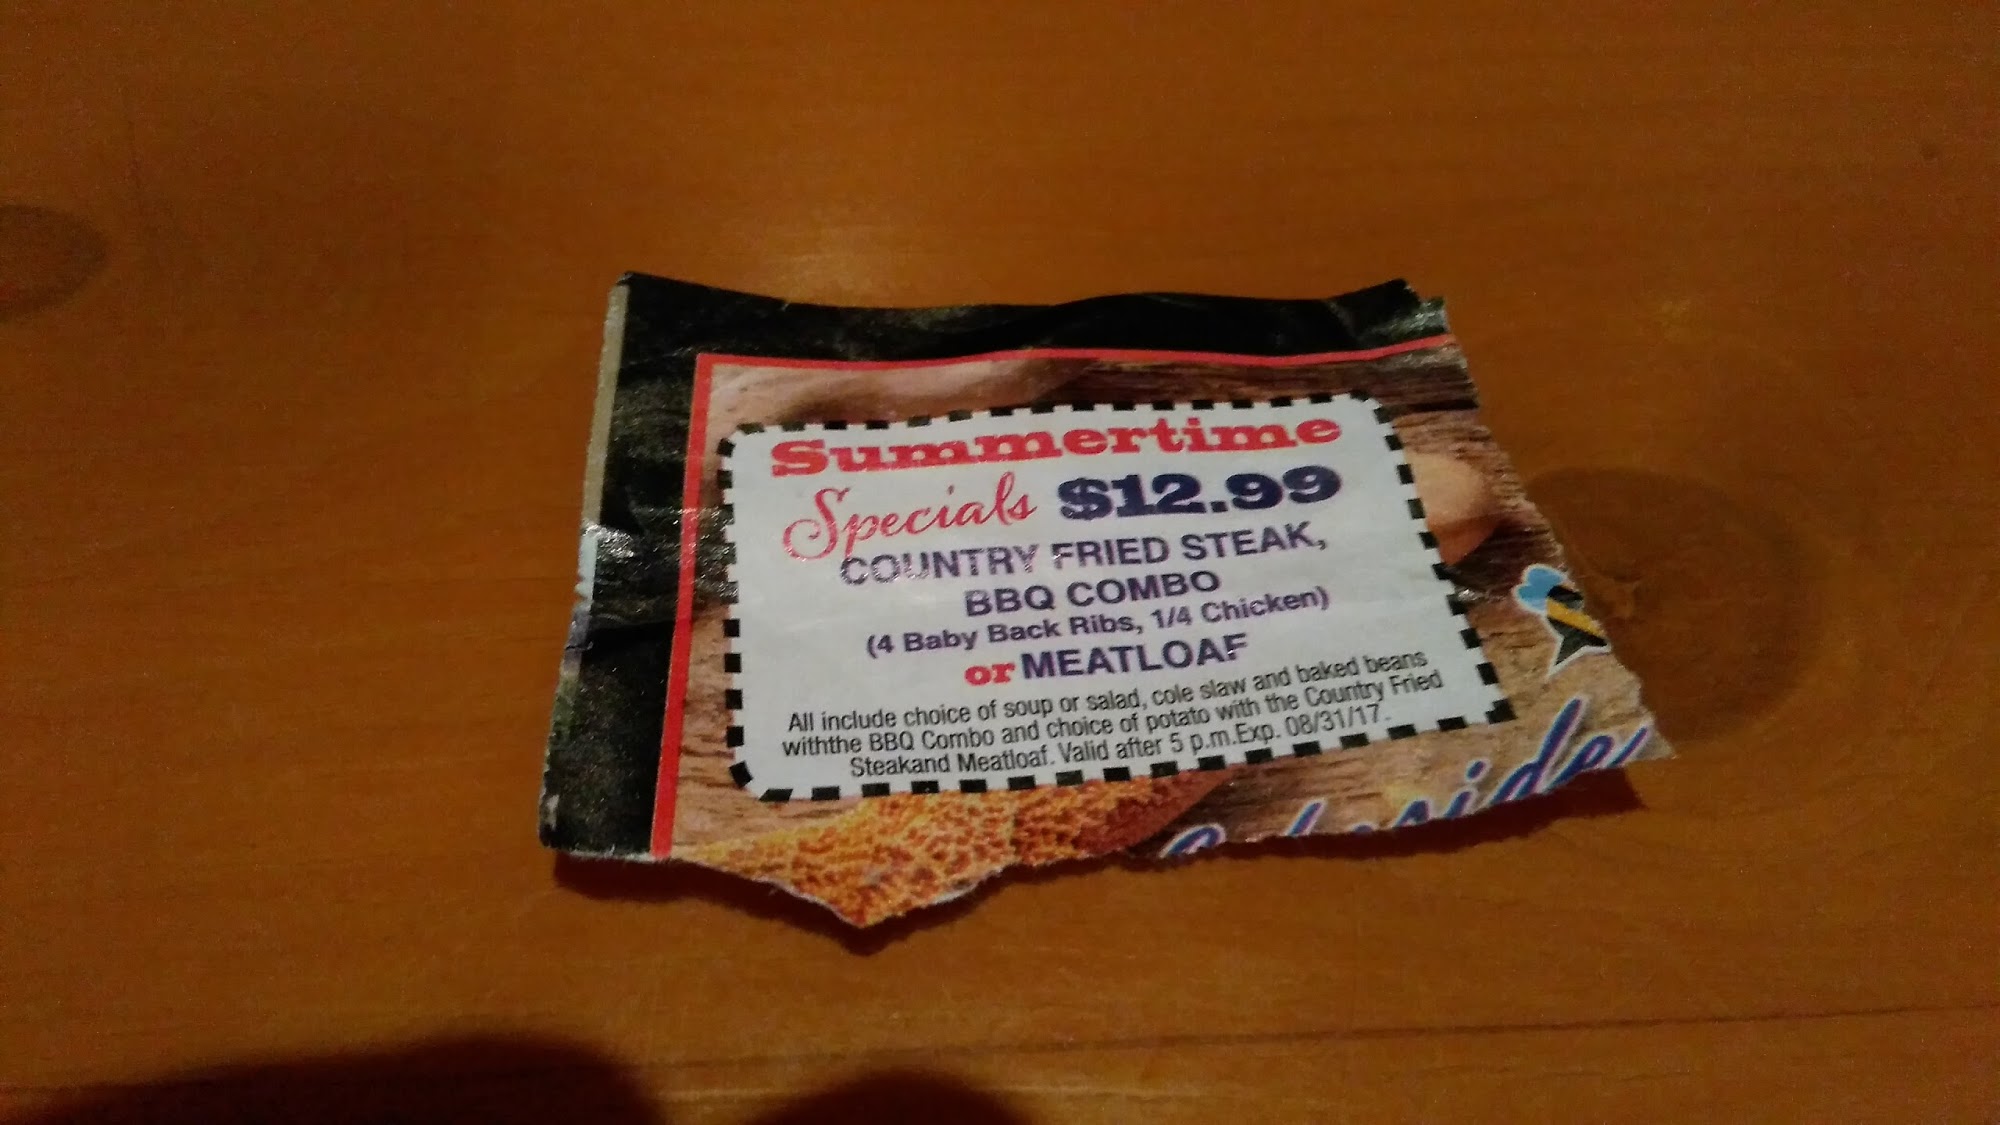 Summertime
Specials $12.99
COUNTRY FRIED STEAK,
BBQ COMBO
(4 Baby Back Ribs, 1/4 Chicken)
or MEATLOAF
All include choice of soup or salad, cole slaw and baked beans
withthe BBQ Combo and choice of potato with the Country Fried
Steakand Meatloaf. Valid after 5 p.m.Exp. 08/31/17.